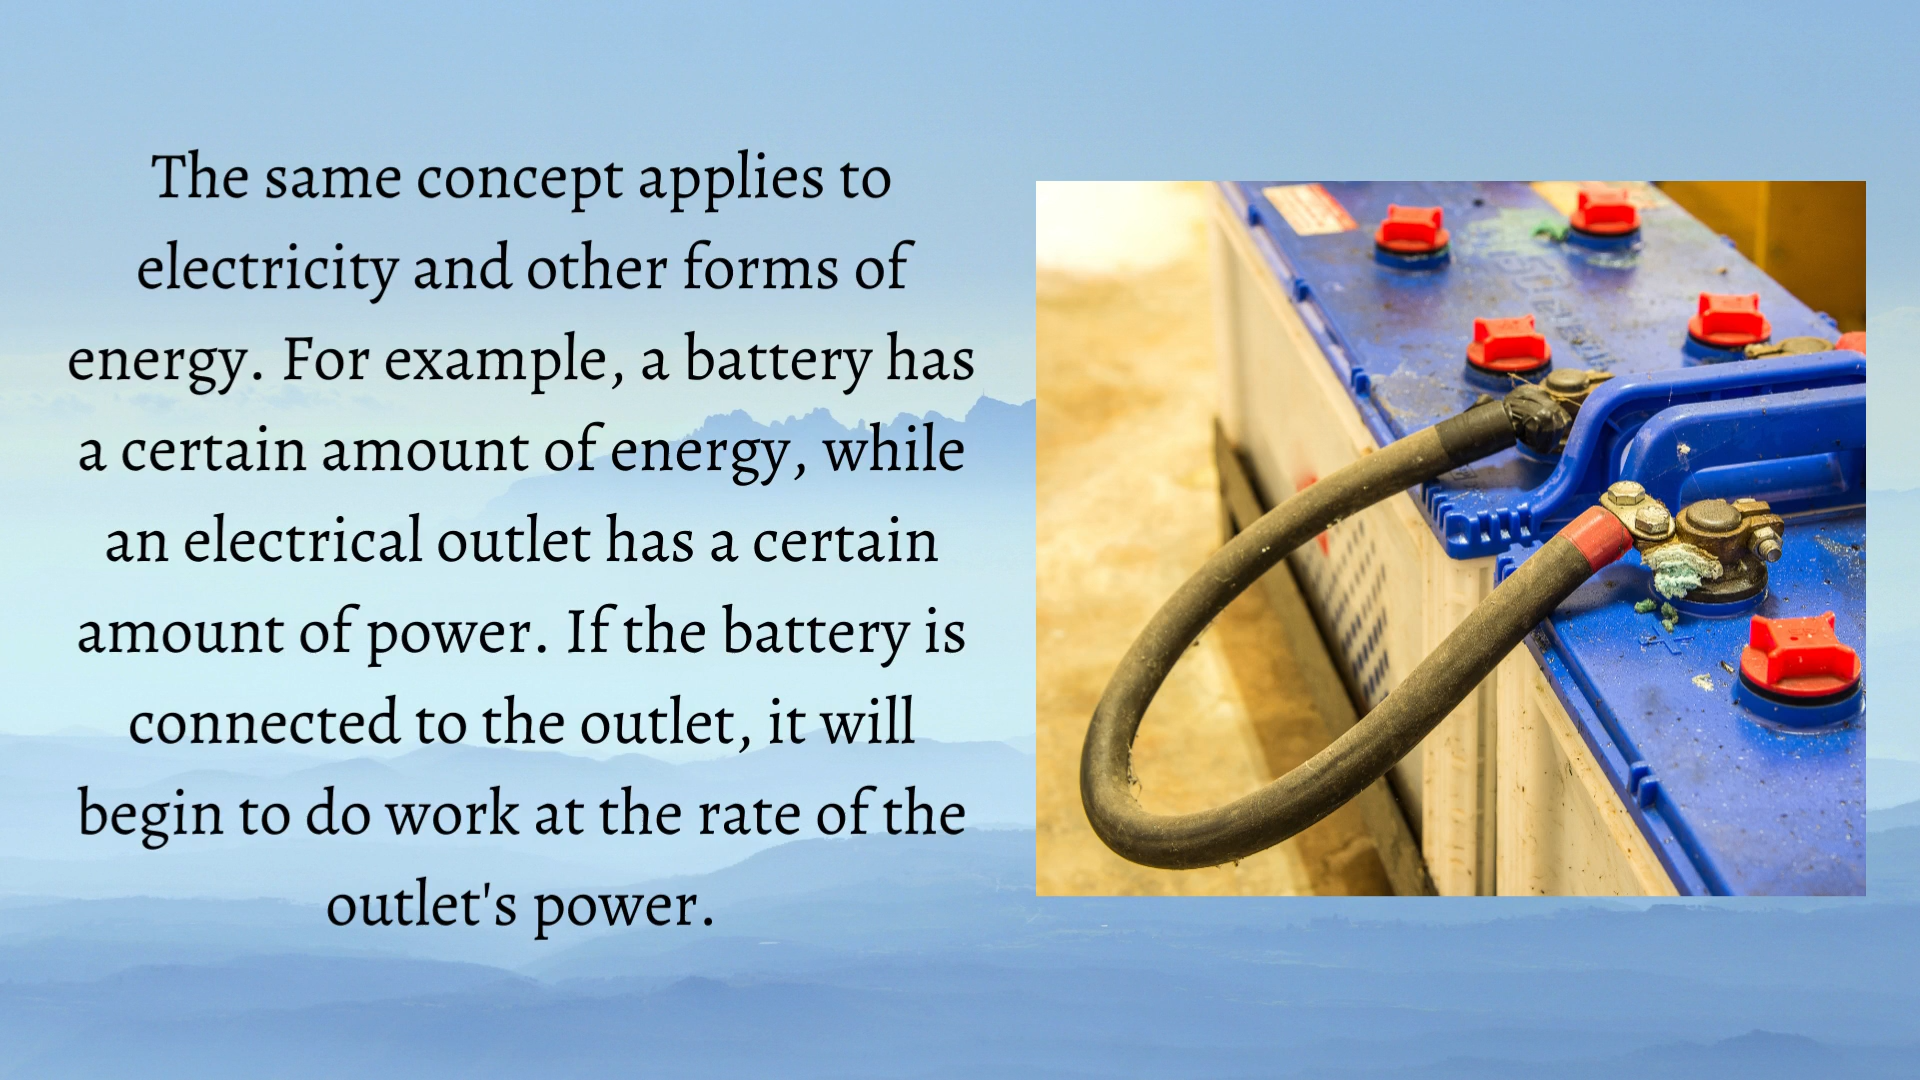 The same concept applies to
electricity and other forms of
energy. For example, a battery has
a certain amount of energy, while
an electrical outlet has a certain
amount of power. If the battery is
connected to the outlet, it will
begin to do work at the rate of the
outlet's power.